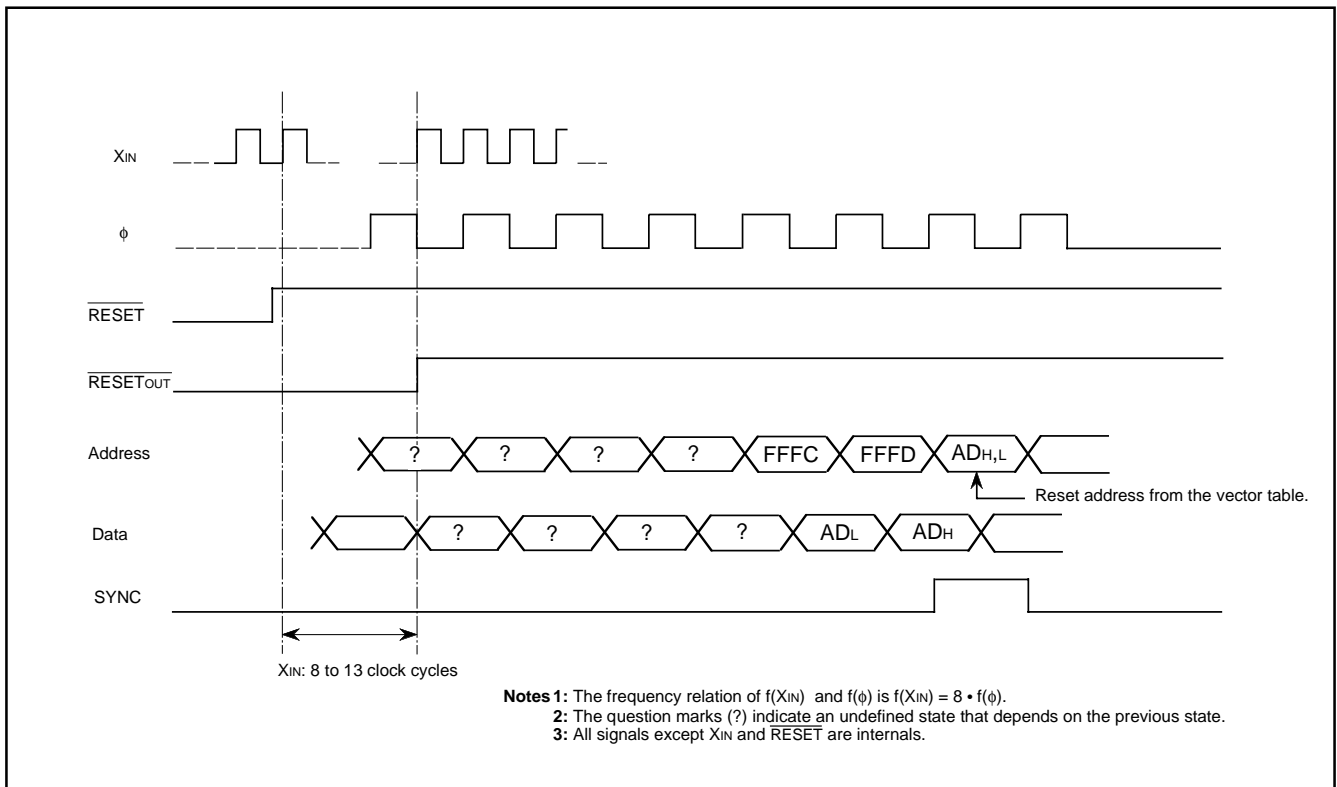 XIN
ϕ
RESET
RESETOUT
Address
? ? ? ? FFFC FFFD ADH,L
Reset address from the vector table.
Data
? ? ? ? ADL ADH
SYNC
XIN: 8 to 13 clock cycles
Notes 1: The frequency relation of f(XIN) and f(ϕ) is f(XIN) = 8 • f(ϕ).
2: The question marks (?) indicate an undefined state that depends on the previous state.
3: All signals except XIN and RESET are internals.